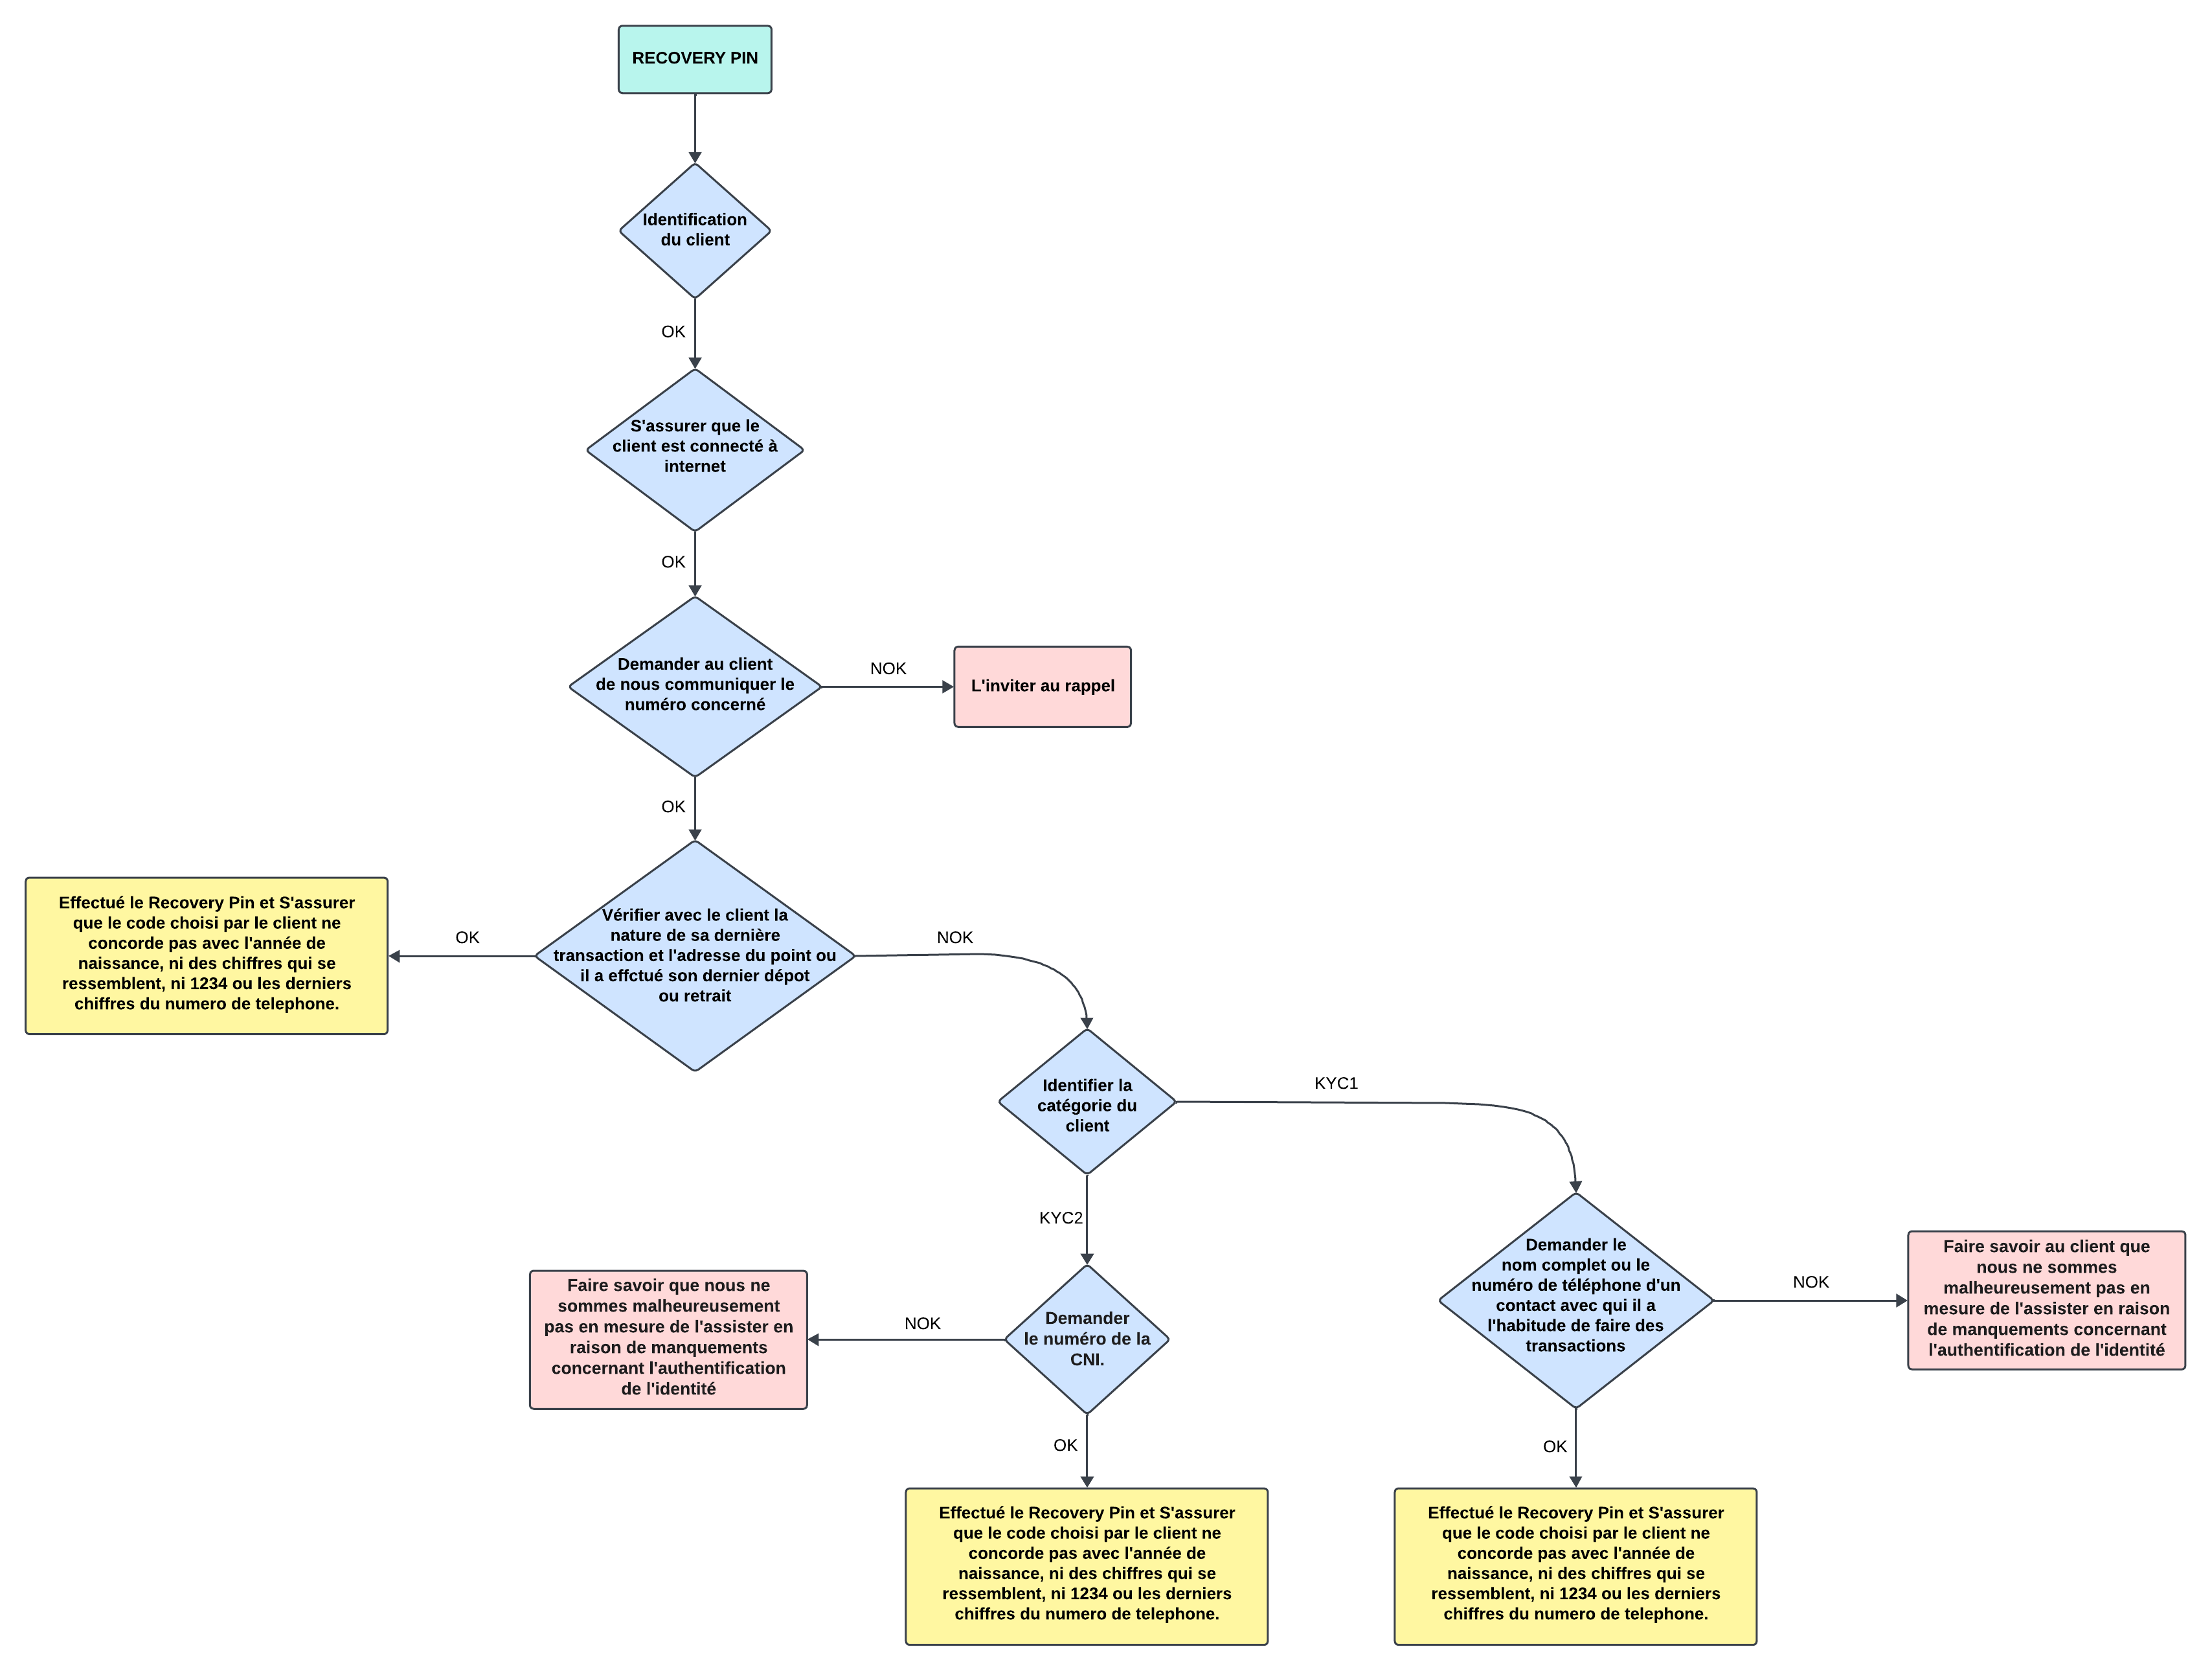 RECOVERY PIN
Identification
du client
OK
S'assurer que le
client est connecté à
internet
OK
Demander au client
de nous communiquer le
numéro concerné
NOK
L'inviter au rappel
OK
Vérifier avec le client la
nature de sa dernière
transaction et l'adresse du point ou
il a effctué son dernier dépot
ou retrait
OK
Effectué le Recovery Pin et S'assurer
que le code choisi par le client ne
concorde pas avec l'année de
naissance, ni des chiffres qui se
ressemblent, ni 1234 ou les derniers
chiffres du numero de telephone.
NOK
Identifier la
catégorie du
client
KYC1
KYC2
Demander
le numéro de la
CNI.
NOK
Faire savoir que nous ne
sommes malheureusement
pas en mesure de l'assister en
raison de manquements
concernant l'authentification
de l'identité
OK
Effectué le Recovery Pin et S'assurer
que le code choisi par le client ne
concorde pas avec l'année de
naissance, ni des chiffres qui se
ressemblent, ni 1234 ou les derniers
chiffres du numero de telephone.
Demander le
nom complet ou le
numéro de téléphone d'un
contact avec qui il a
l'habitude de faire des
transactions
NOK
Faire savoir au client que
nous ne sommes
malheureusement pas en
mesure de l'assister en raison
de manquements concernant
l'authentification de l'identité
OK
Effectué le Recovery Pin et S'assurer
que le code choisi par le client ne
concorde pas avec l'année de
naissance, ni des chiffres qui se
ressemblent, ni 1234 ou les derniers
chiffres du numero de telephone.